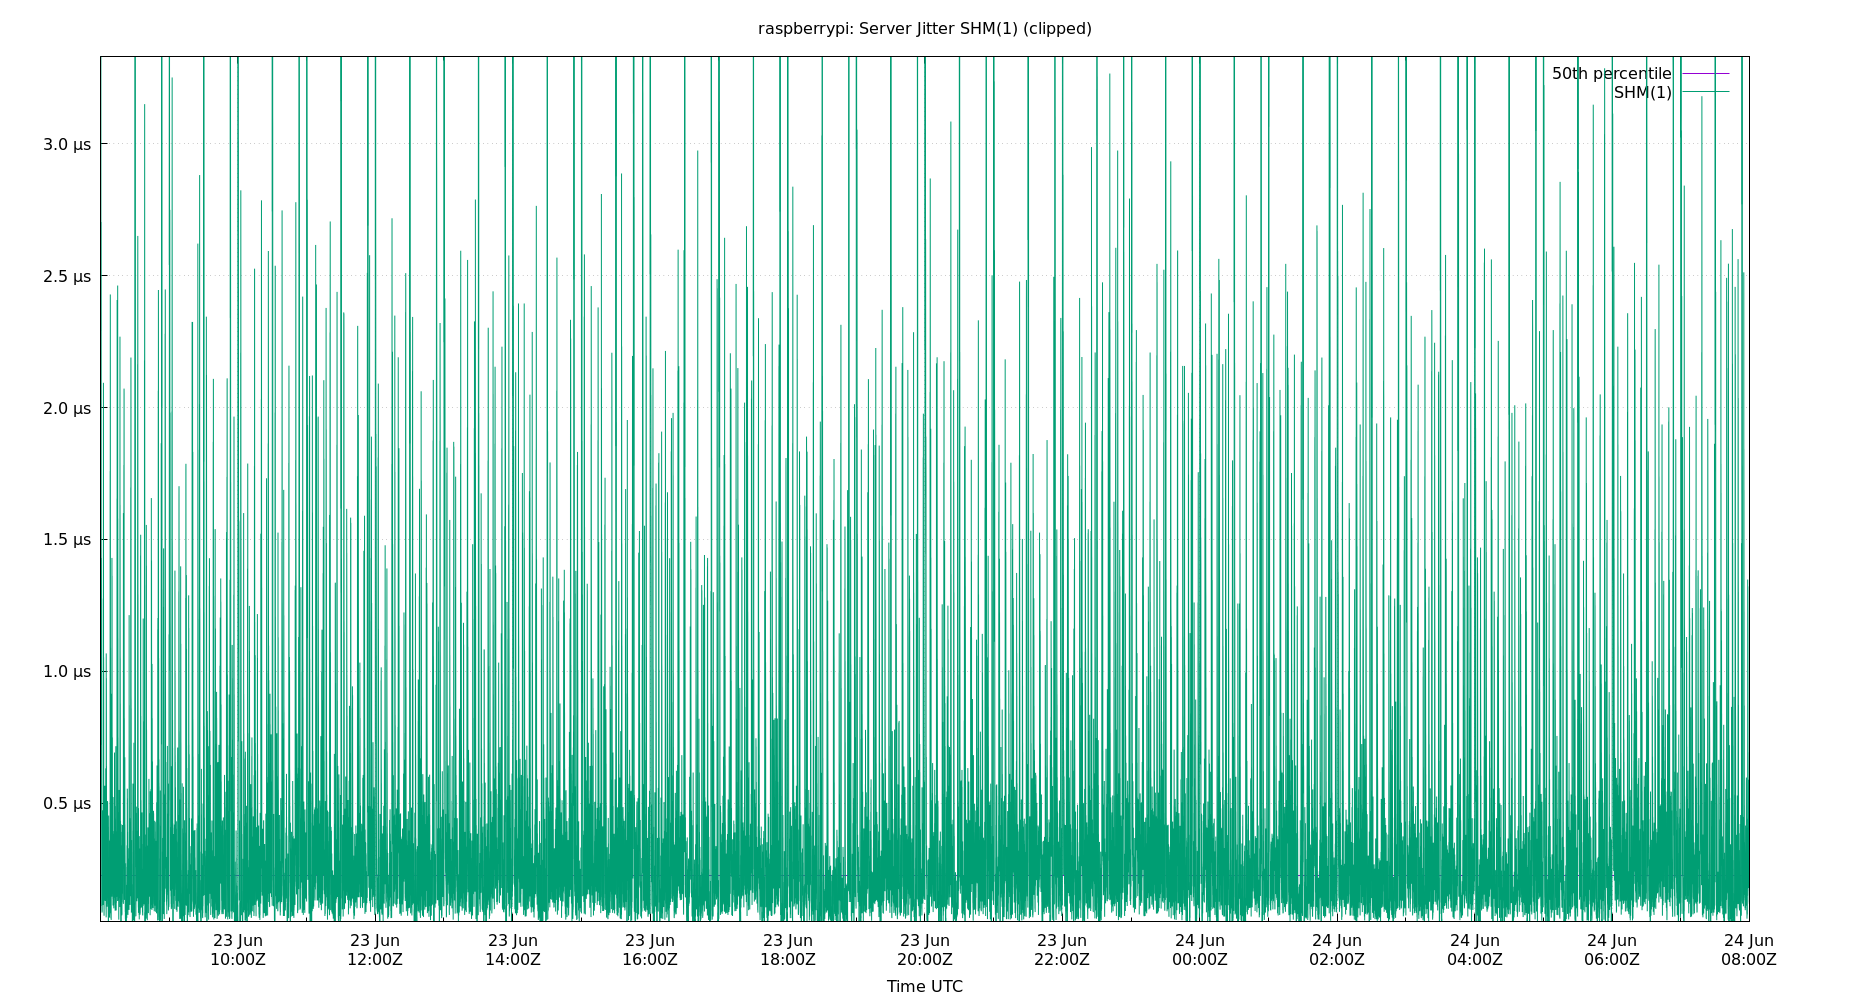 raspberrypi: Server Jitter SHM(1) (clipped)
50th percentile
SHM(1)
3.0 µs
2.5 µs
2.0 µs
1.5 µs
1.0 µs
0.5 µs
23 Jun 23 Jun 23 Jun 23 Jun 23 Jun 23 Jun 23 Jun 24 Jun 24 Jun 24 Jun 24 Jun 24 Jun
10:00Z 12:00Z 14:00Z 16:00Z 18:00Z 20:00Z 22:00Z 00:00Z 02:00Z 04:00Z 06:00Z 08:00Z
Time UTC